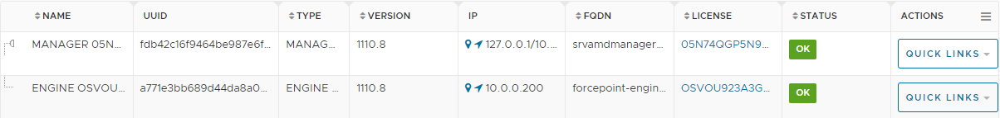 NAME UUID TYPE VERSION IP FQDN LICENSE STATUS ACTIONS
MANAGER 05N... fdb42c16f9464be987e6f... MANAG... 1110.8 127.0.0.1/10.... srvamdmanager... 05N74QGP5N9... OK QUICK LINKS
ENGINE OSVOU... a771e3bb689d44da8a0... ENGINE ... 1110.8 10.0.0.200 forcepoint-engin... OSVOU923A3G... OK QUICK LINKS